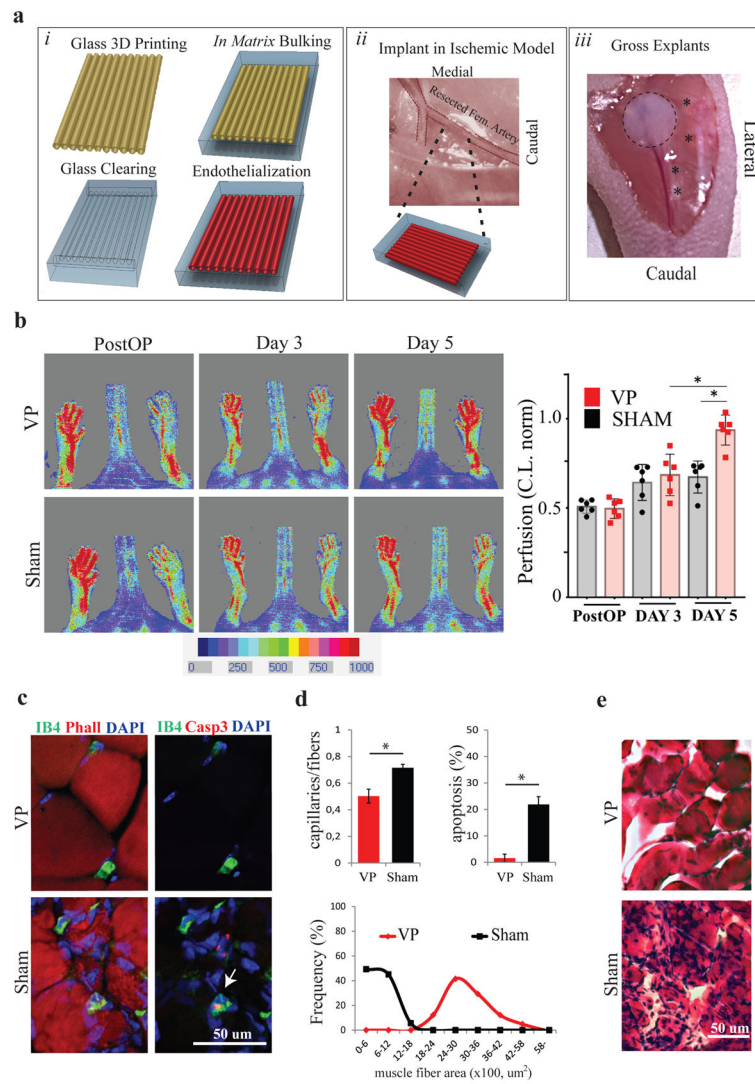 a
i
Glass 3D Printing
In Matrix Bulking
Glass Clearing
Endothelialization
ii
Implant in Ischemic Model
Medial
Resected Fem. Artery
Caudal
iii
Gross Explants
*
*
*
*
Lateral
Caudal
b
PostOP
Day 3
Day 5
VP
Sham
0 250 500 750 1000
Perfusion (C.L. norm)
1.0
0.5
0
VP
SHAM
*
*
PostOP DAY 3 DAY 5
c
IB4 Phall DAPI
IB4 Casp3 DAPI
VP
Sham
50 um
d
capillaries/fibers
1
0,8
0,6
0,4
0,2
0
*
VP Sham
apoptosis (%)
50
40
30
20
10
0
*
VP Sham
Frequency (%)
100
80
60
40
20
0
VP
Sham
0-6 6-12 12-18 18-24 24-30 30-36 36-42 42-58 58-
muscle fiber area (x100, um²)
e
VP
Sham
50 um